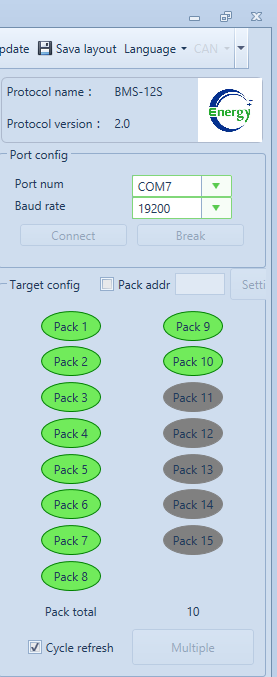 pdate Sava layout Language CAN
Protocol name : BMS-12S
Protocol version : 2.0
Energy
Port config
Port num COM7
Baud rate 19200
Connect Break
Target config Pack addr Setti
Pack 1 Pack 9
Pack 2 Pack 10
Pack 3 Pack 11
Pack 4 Pack 12
Pack 5 Pack 13
Pack 6 Pack 14
Pack 7 Pack 15
Pack 8
Pack total 10
Cycle refresh Multiple